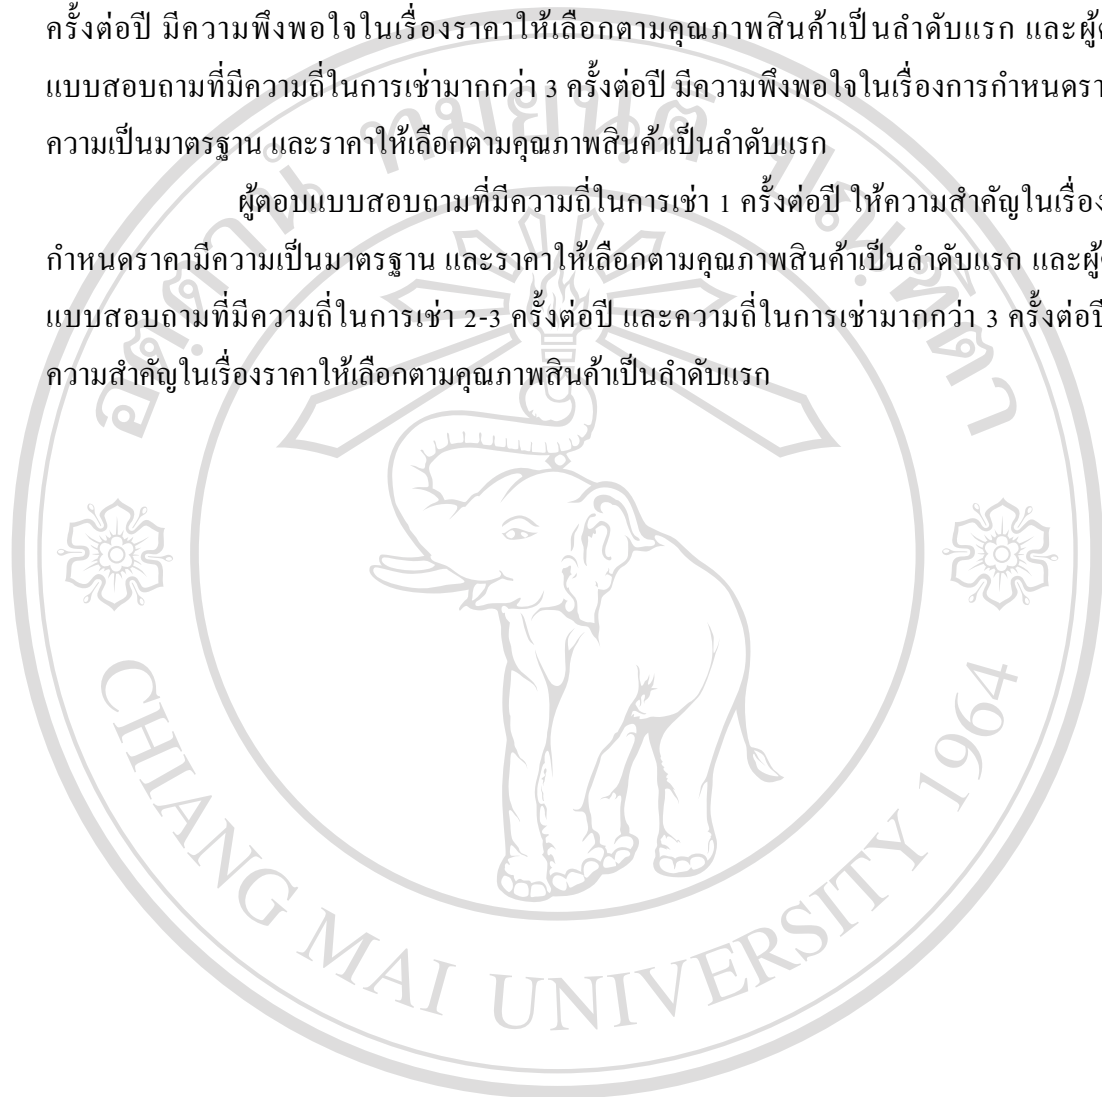 ครั้งต่อปี มีความพึงพอใจในเรื่องราคาให้เลือกตามคุณภาพสินค้าเป็นลำดับแรก และผู้
แบบสอบถามที่มีความถี่ในการเช่ามากกว่า 3 ครั้งต่อปี มีความพึงพอใจในเรื่องการกำหนดรา
ความเป็นมาตรฐาน และราคาให้เลือกตามคุณภาพสินค้าเป็นลำดับแรก
ผู้ตอบแบบสอบถามที่มีความถี่ในการเช่า 1 ครั้งต่อปี ให้ความสำคัญในเรื่อง
กำหนดราคามีความเป็นมาตรฐาน และราคาให้เลือกตามคุณภาพสินค้าเป็นลำดับแรก และผู้
แบบสอบถามที่มีความถี่ในการเช่า 2-3 ครั้งต่อปี และความถี่ในการเช่ามากกว่า 3 ครั้งต่อปี
ความสำคัญในเรื่องราคาให้เลือกตามคุณภาพสินค้าเป็นลำดับแรก
อตฺตานํ ทมยนฺติ ปณฺฑิตา
CHIANG MAI UNIVERSITY 1964